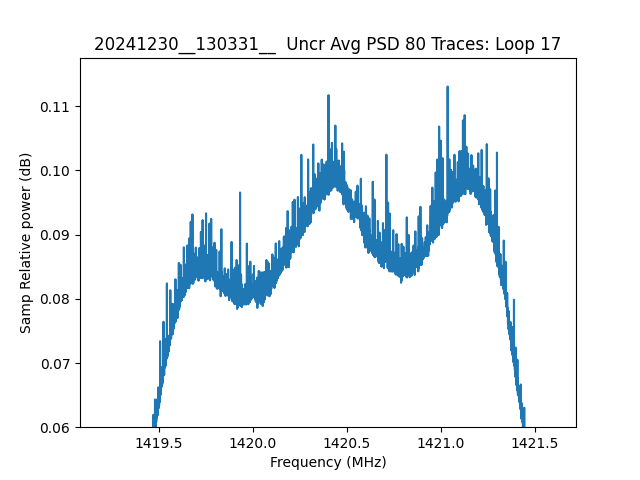 20241230__130331__  Uncr Avg PSD 80 Traces: Loop 17
Samp Relative power (dB)
0.11
0.10
0.09
0.08
0.07
0.06
1419.5 1420.0 1420.5 1421.0 1421.5
Frequency (MHz)